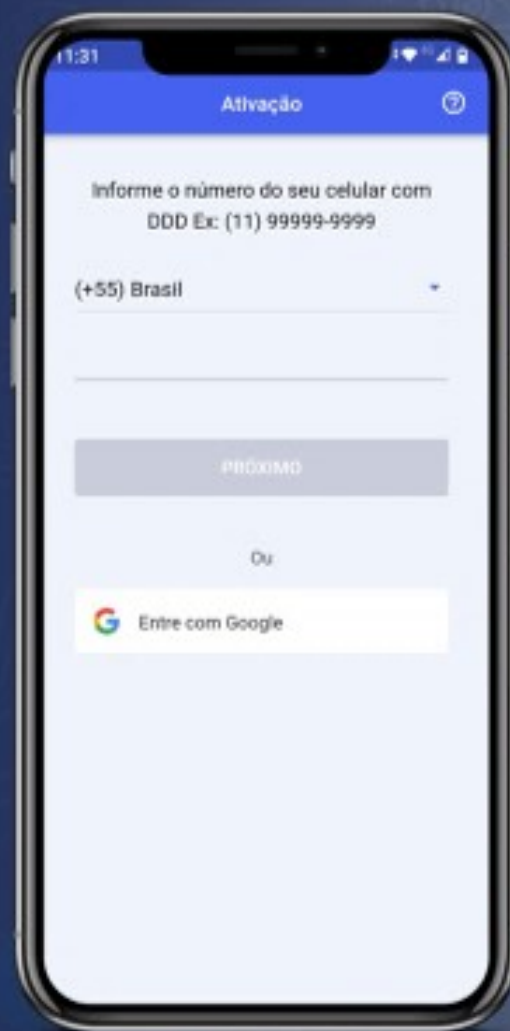 11:31
Ativação
Informe o número do seu celular com
DDD Ex: (11) 99999-9999
(+55) Brasil
PRÓXIMO
Ou
G Entre com Google